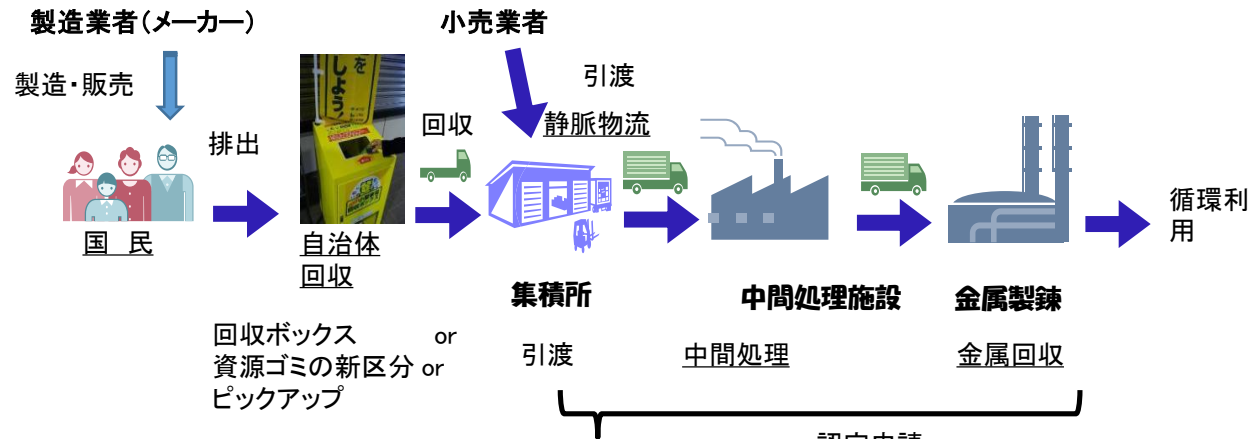 製造業者(メーカー)
小売業者
製造・販売
引渡
静脈物流
回収
排出
を
しよう!
国 民
自治体
回収
循環利
用
集積所
中間処理施設
金属製錬
回収ボックス or
資源ゴミの新区分 or
ピックアップ
引渡
中間処理
金属回収